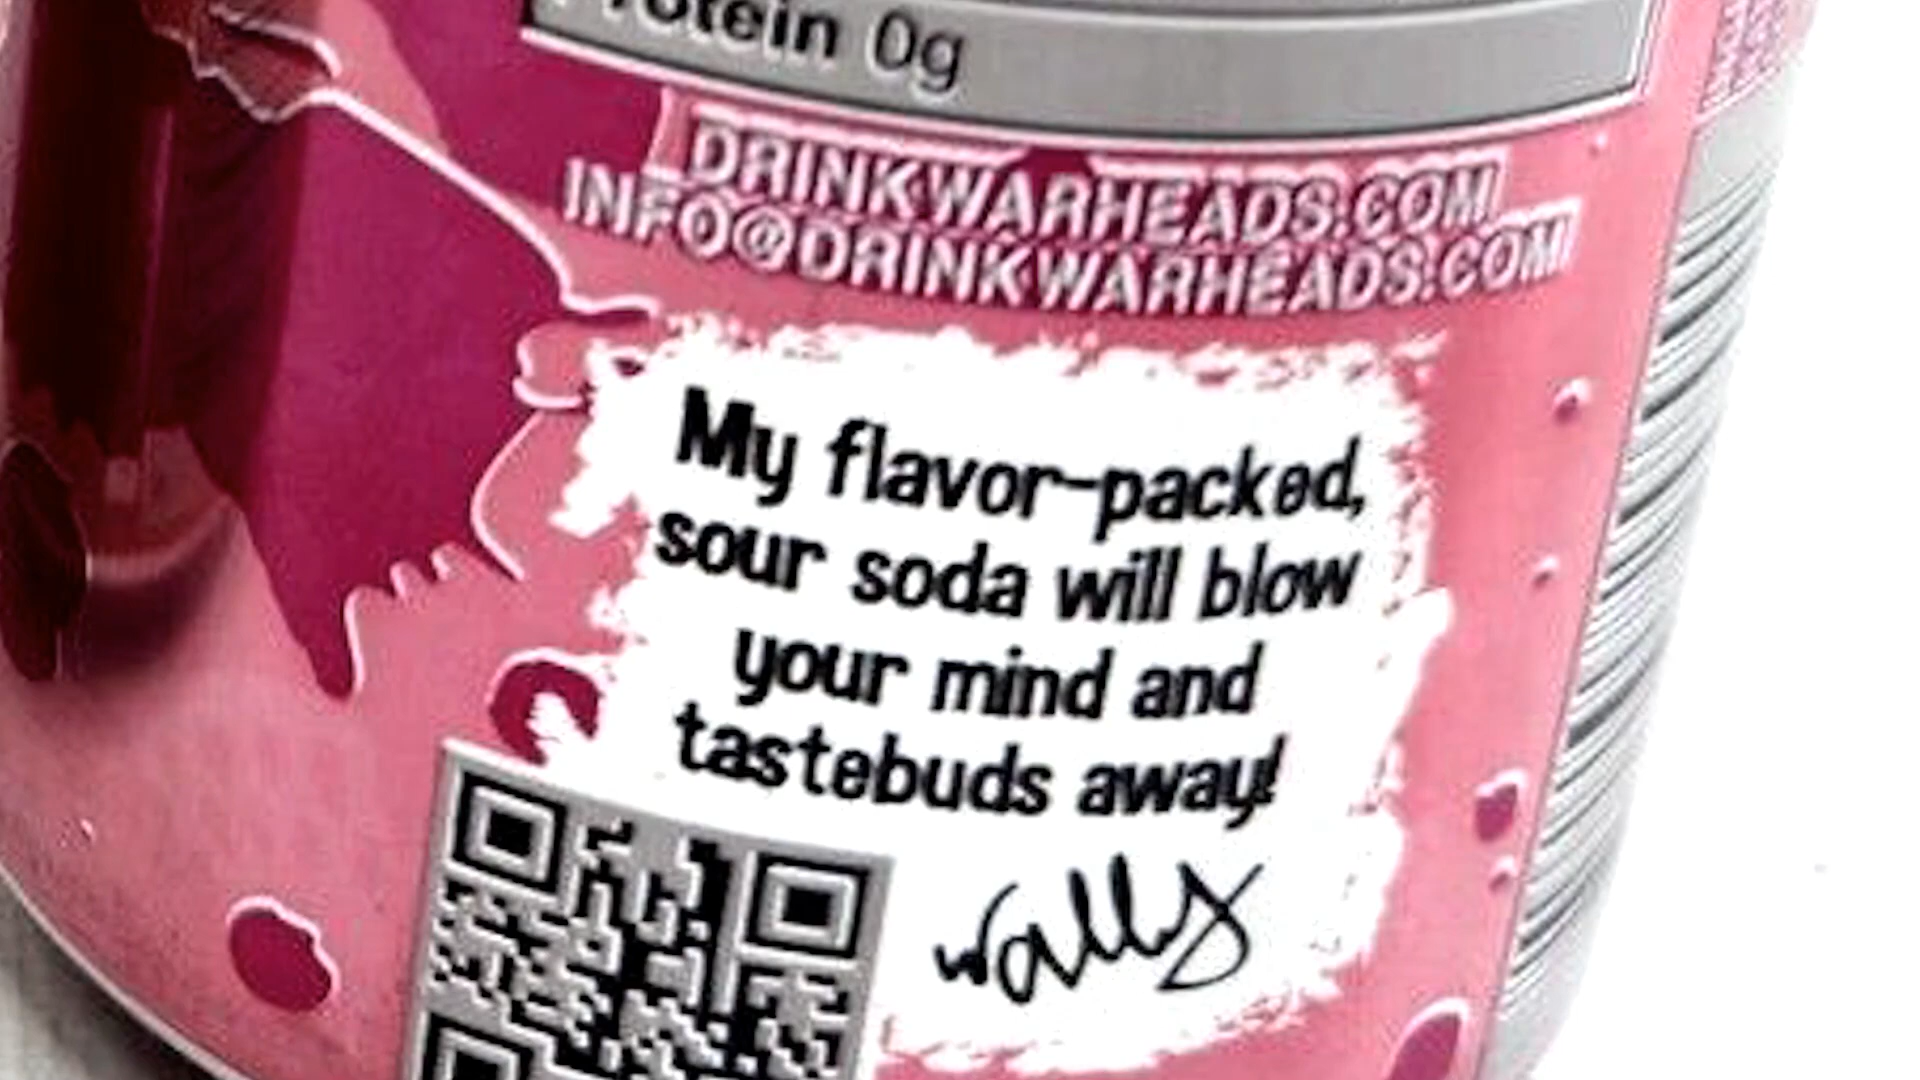 Protein 0g
DRINKWARHEADS.COM
INFO@DRINKWARHEADS.COM
My flavor-packed,
sour soda will blow
your mind and
tastebuds away!
Wally